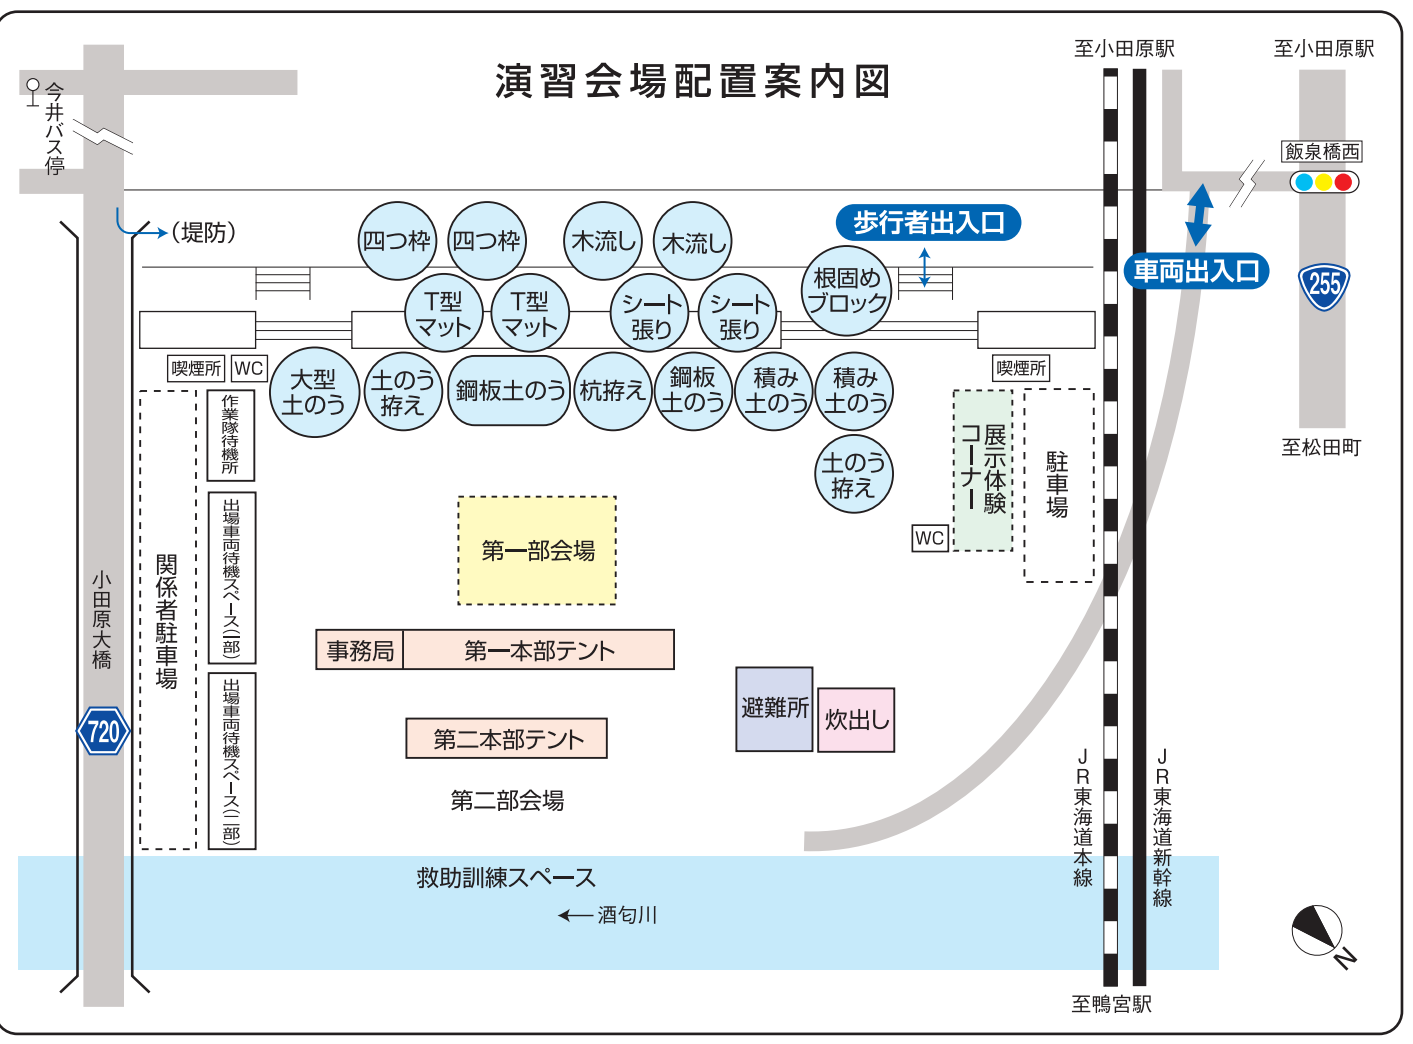 演習会場配置案内図
至小田原駅
至小田原駅
今井バス停
飯泉橋西
(堤防)
歩行者出入口
車両出入口
255
四つ枠
四つ枠
木流し
木流し
根固め
ブロック
T型
マット
T型
マット
シート
張り
シート
張り
喫煙所
WC
喫煙所
大型
土のう
土のう
拵え
鋼板土のう
杭拵え
鋼板
土のう
積み
土のう
積み
土のう
土のう
拵え
作業隊待機所
展示体験
コーナー
駐車場
至松田町
WC
出場車両待機スペース(一部)
第一部会場
関係者駐車場
小田原大橋
事務局
第一本部テント
出場車両待機スペース(二部)
避難所
炊出し
720
第二本部テント
第二部会場
JR東海道本線
JR東海道新幹線
救助訓練スペース
酒匂川
N
至鴨宮駅